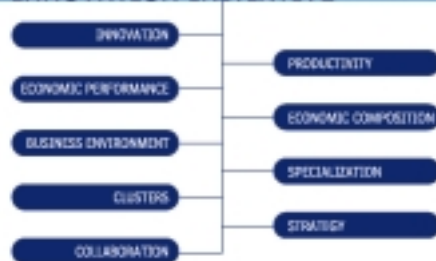 INNOVATION
PRODUCTIVITY
ECONOMIC PERFORMANCE
ECONOMIC COMPOSITION
BUSINESS ENVIRONMENT
SPECIALIZATION
CLUSTERS
STRATEGY
COLLABORATION